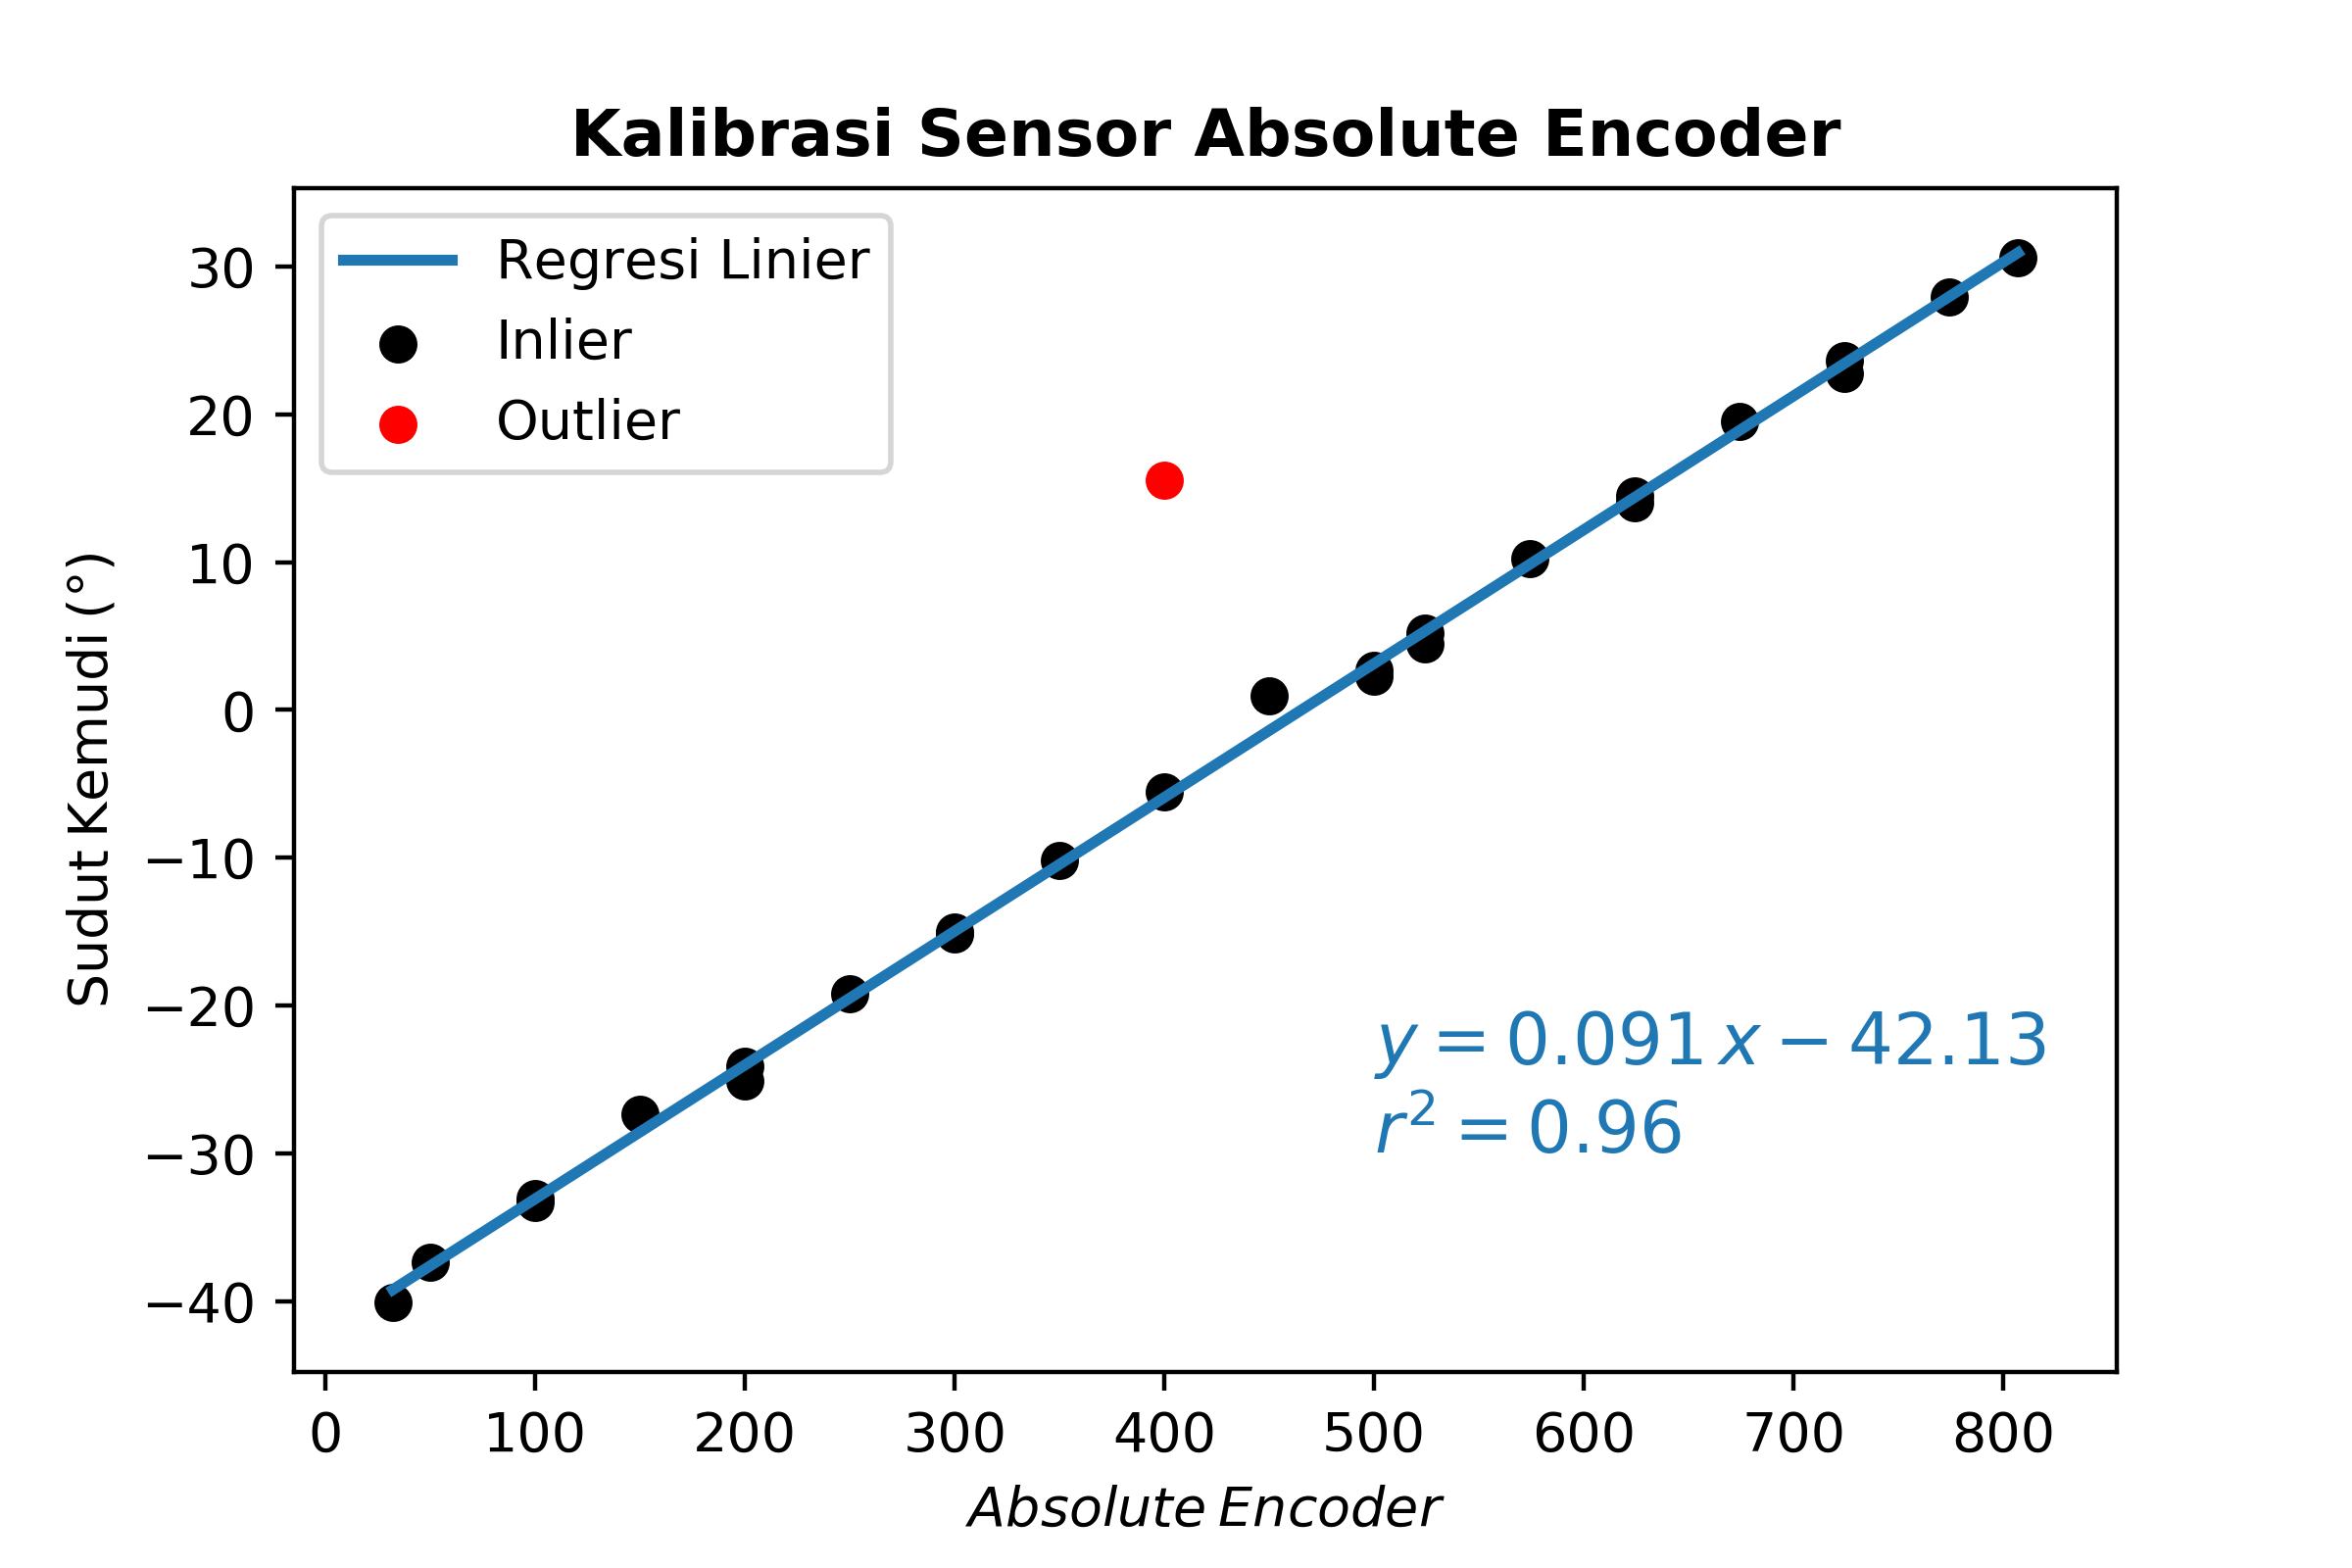 Kalibrasi Sensor Absolute Encoder
Regresi Linier
Inlier
Outlier
Sudut Kemudi (°)
30
20
10
0
−10
−20
−30
−40
y = 0.091 x − 42.13
r² = 0.96
0 100 200 300 400 500 600 700 800
Absolute Encoder